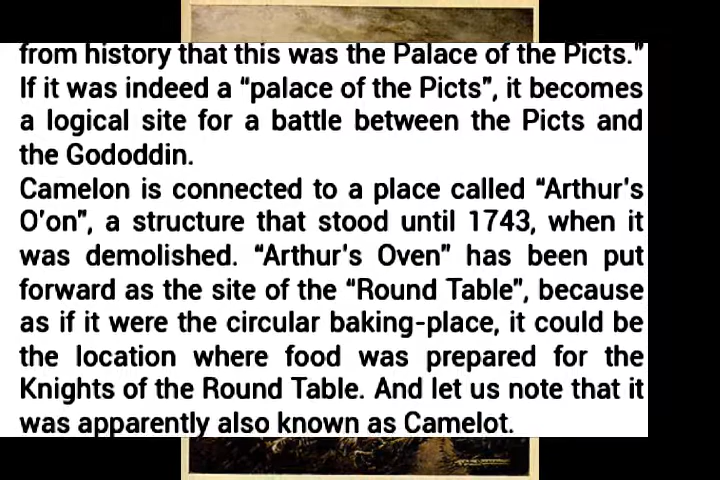 from history that this was the Palace of the Picts."
If it was indeed a “palace of the Picts”, it becomes
a logical site for a battle between the Picts and
the Gododdin.
Camelon is connected to a place called “Arthur's
O’on”, a structure that stood until 1743, when it
was demolished. “Arthur's Oven” has been put
forward as the site of the “Round Table”, because
as if it were the circular baking-place, it could be
the location where food was prepared for the
Knights of the Round Table. And let us note that it
was apparently also known as Camelot.